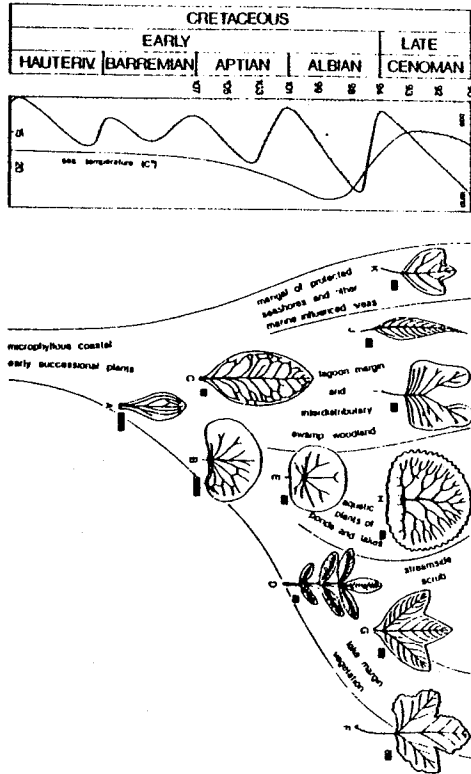 CRETACEOUS
EARLY
LATE
HAUTERIV.
BARREMIAN
APTIAN
ALBIAN
CENOMAN
sea temperature (C°)
15
20
mangal of protected
seashores and other
marine influenced areas
microphyllous coastal
early successional plants
lagoon margin
and
interdistributary
swamp woodland
aquatic
plants of
ponds and lakes
streamside
scrub
lake margin
vegetation
A
B
C
D
E
F
G
H
J
K